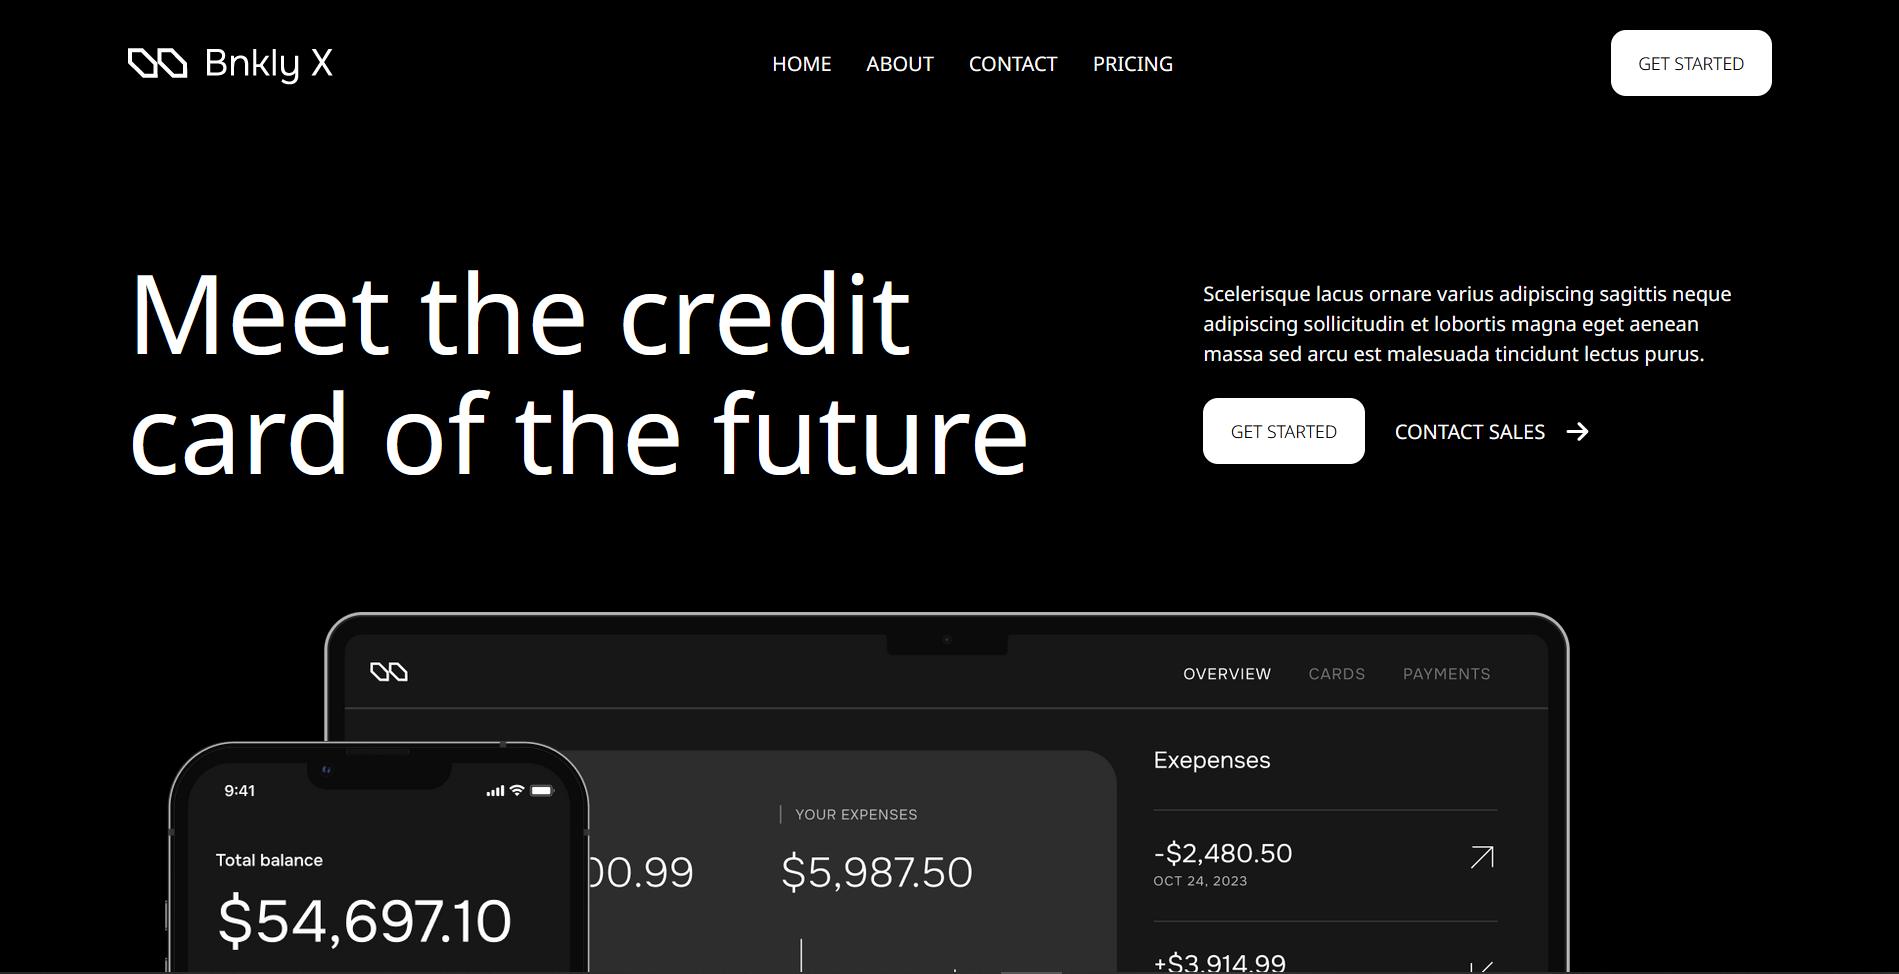 Bnkly X
HOME ABOUT CONTACT PRICING
GET STARTED
Meet the credit
card of the future
Scelerisque lacus ornare varius adipiscing sagittis neque
adipiscing sollicitudin et lobortis magna eget aenean
massa sed arcu est malesuada tincidunt lectus purus.
GET STARTED CONTACT SALES
OVERVIEW CARDS PAYMENTS
9:41
Total balance
$54,697.10
00.99
YOUR EXPENSES
$5,987.50
Exepenses
-$2,480.50
OCT 24, 2023
+$3,914.99